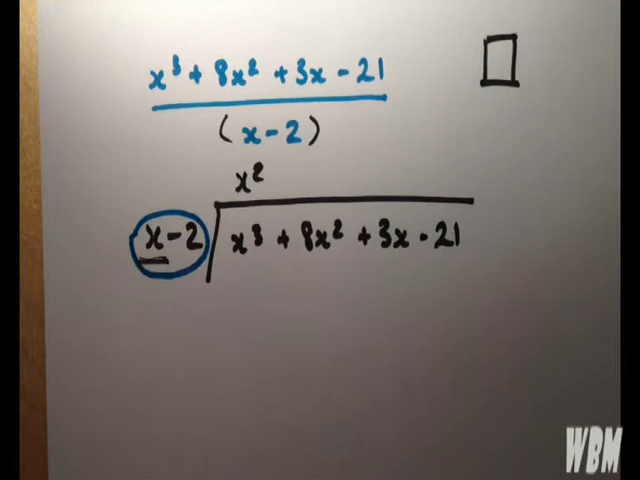 x³ + 8x² + 3x - 21
(x - 2)
x²
x - 2 x³ + 8x² + 3x - 21
WBM